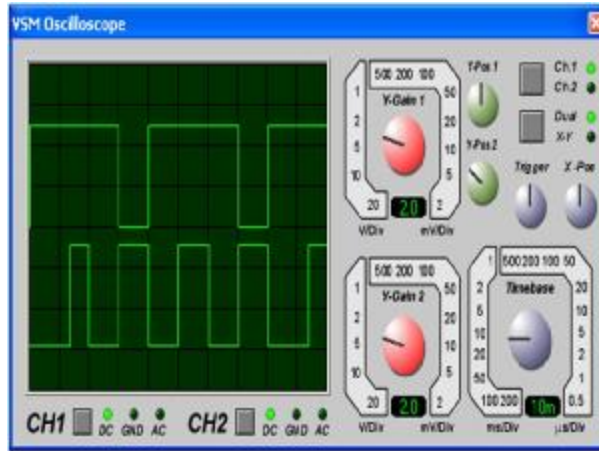 VSM Oscilloscope
500 200 100
1
2
5
10
20
50
20
10
5
2
Y-Gain 1
2.0
V/Div
mV/Div
Y-Pos 1
Y-Pos 2
Ch.1
Ch.2
Dual
X-Y
Trigger
X-Pos
500 200 100
1
2
5
10
20
50
20
10
5
2
Y-Gain 2
2.0
V/Div
mV/Div
1
500 200 100 50
2
5
10
20
50
100 200
20
10
5
2
1
0.5
Timebase
10m
ms/Div
µs/Div
CH1
DC GND AC
CH2
DC GND AC